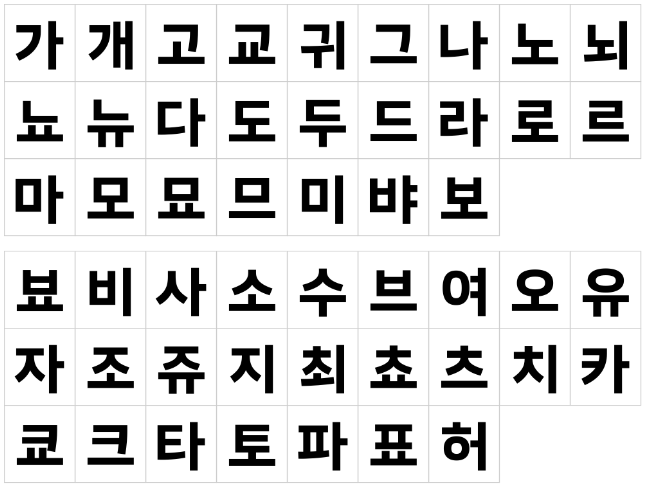 가 개 고 교 귀 그 나 노 뇌
뇨 뉴 다 도 두 드 라 로 르
마 모 묘 므 미 뱌 보
뵤 비 사 소 수 브 여 오 유
자 조 쥬 지 최 쵸 츠 치 카
쿄 크 타 토 파 표 허